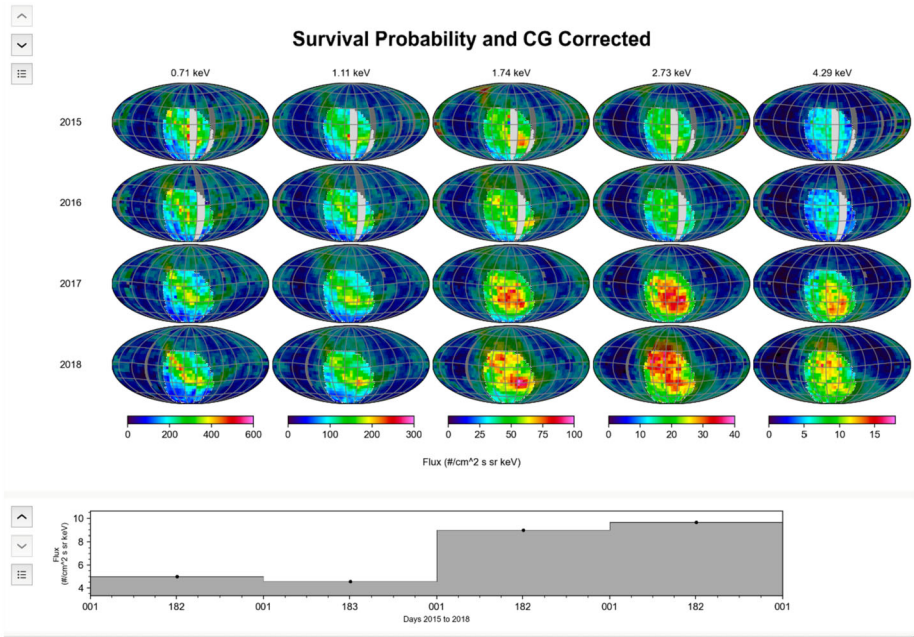 Survival Probability and CG Corrected
0.71 keV 1.11 keV 1.74 keV 2.73 keV 4.29 keV
2015
2016
2017
2018
0 200 400 600 0 100 200 300 0 25 50 75 100 0 10 20 30 40 0 5 10 15
Flux (#/cm^2 s sr keV)
Flux
(#/cm^2 s sr keV)
10
8
6
4
001 182 001 183 001 182 001 182 001
Days 2015 to 2018